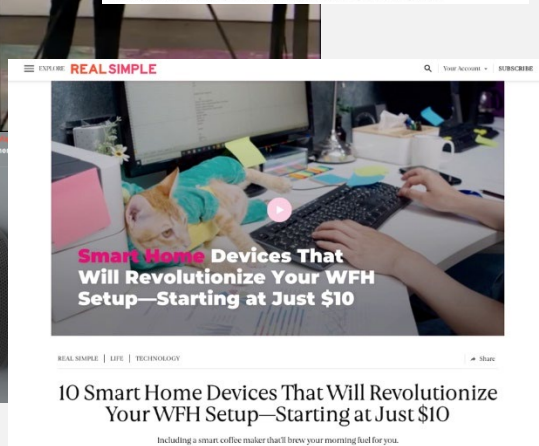 EXPLORE REAL SIMPLE
Your Account
SUBSCRIBE
Smart Home Devices That
Will Revolutionize Your WFH
Setup—Starting at Just $10
REAL SIMPLE | LIFE | TECHNOLOGY
Share
10 Smart Home Devices That Will Revolutionize
Your WFH Setup—Starting at Just $10
Including a smart coffee maker that'll brew your morning fuel for you.